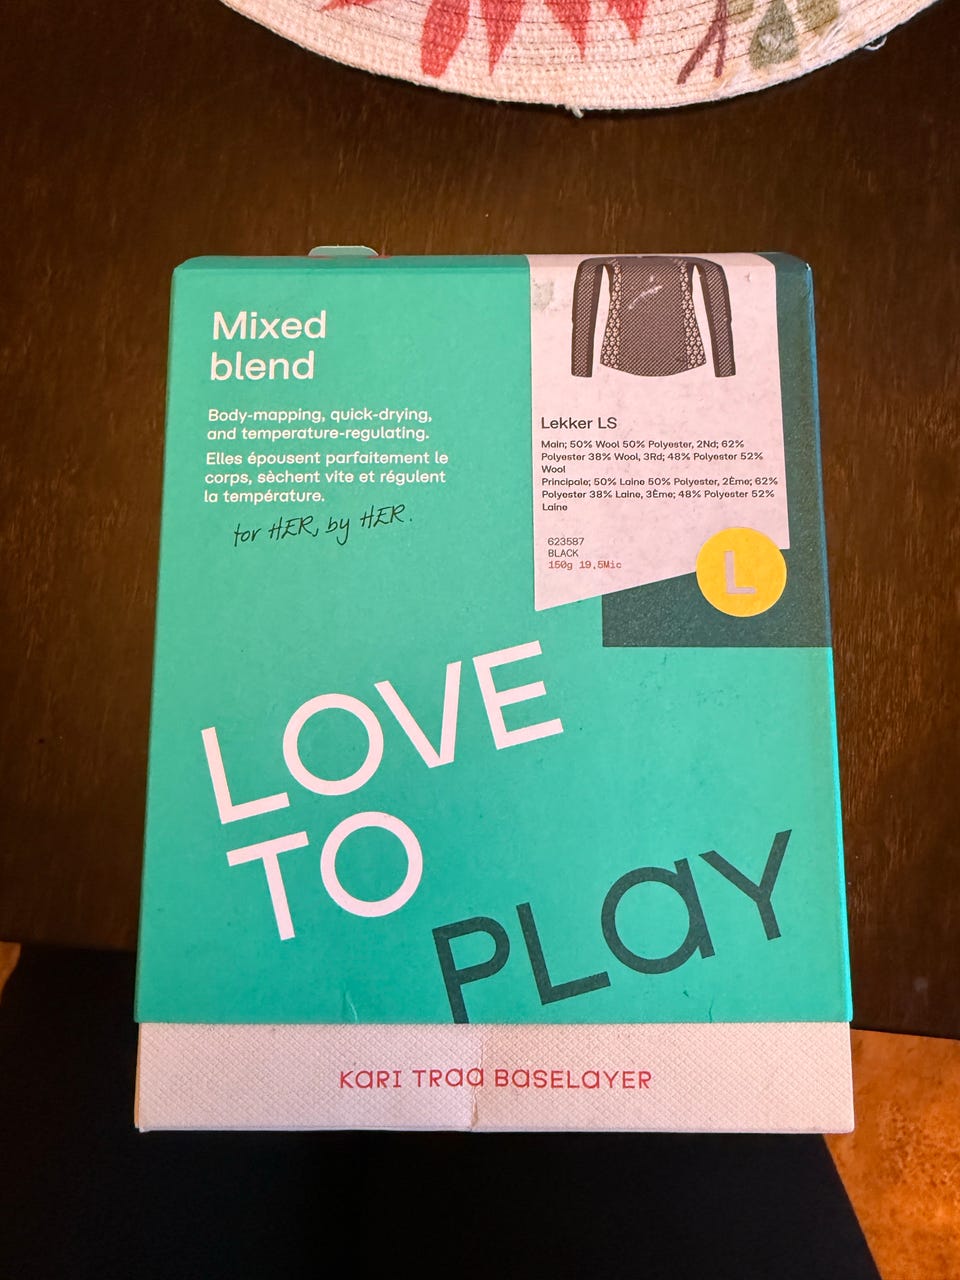 Mixed
blend
Body-mapping, quick-drying,
and temperature-regulating.
Elles épousent parfaitement le
corps, sèchent vite et régulent
la température.
for HER, by HER.
Lekker LS
Main; 50% Wool 50% Polyester, 2Nd; 62%
Polyester 38% Wool, 3Rd; 48% Polyester 52%
Wool
Principale; 50% Laine 50% Polyester, 2Ème; 62%
Polyester 38% Laine, 3Ème; 48% Polyester 52%
Laine
623587
BLACK
150g 19,5Mic
L
LOVE
TO
PLAY
KARI TRAA BASELAYER